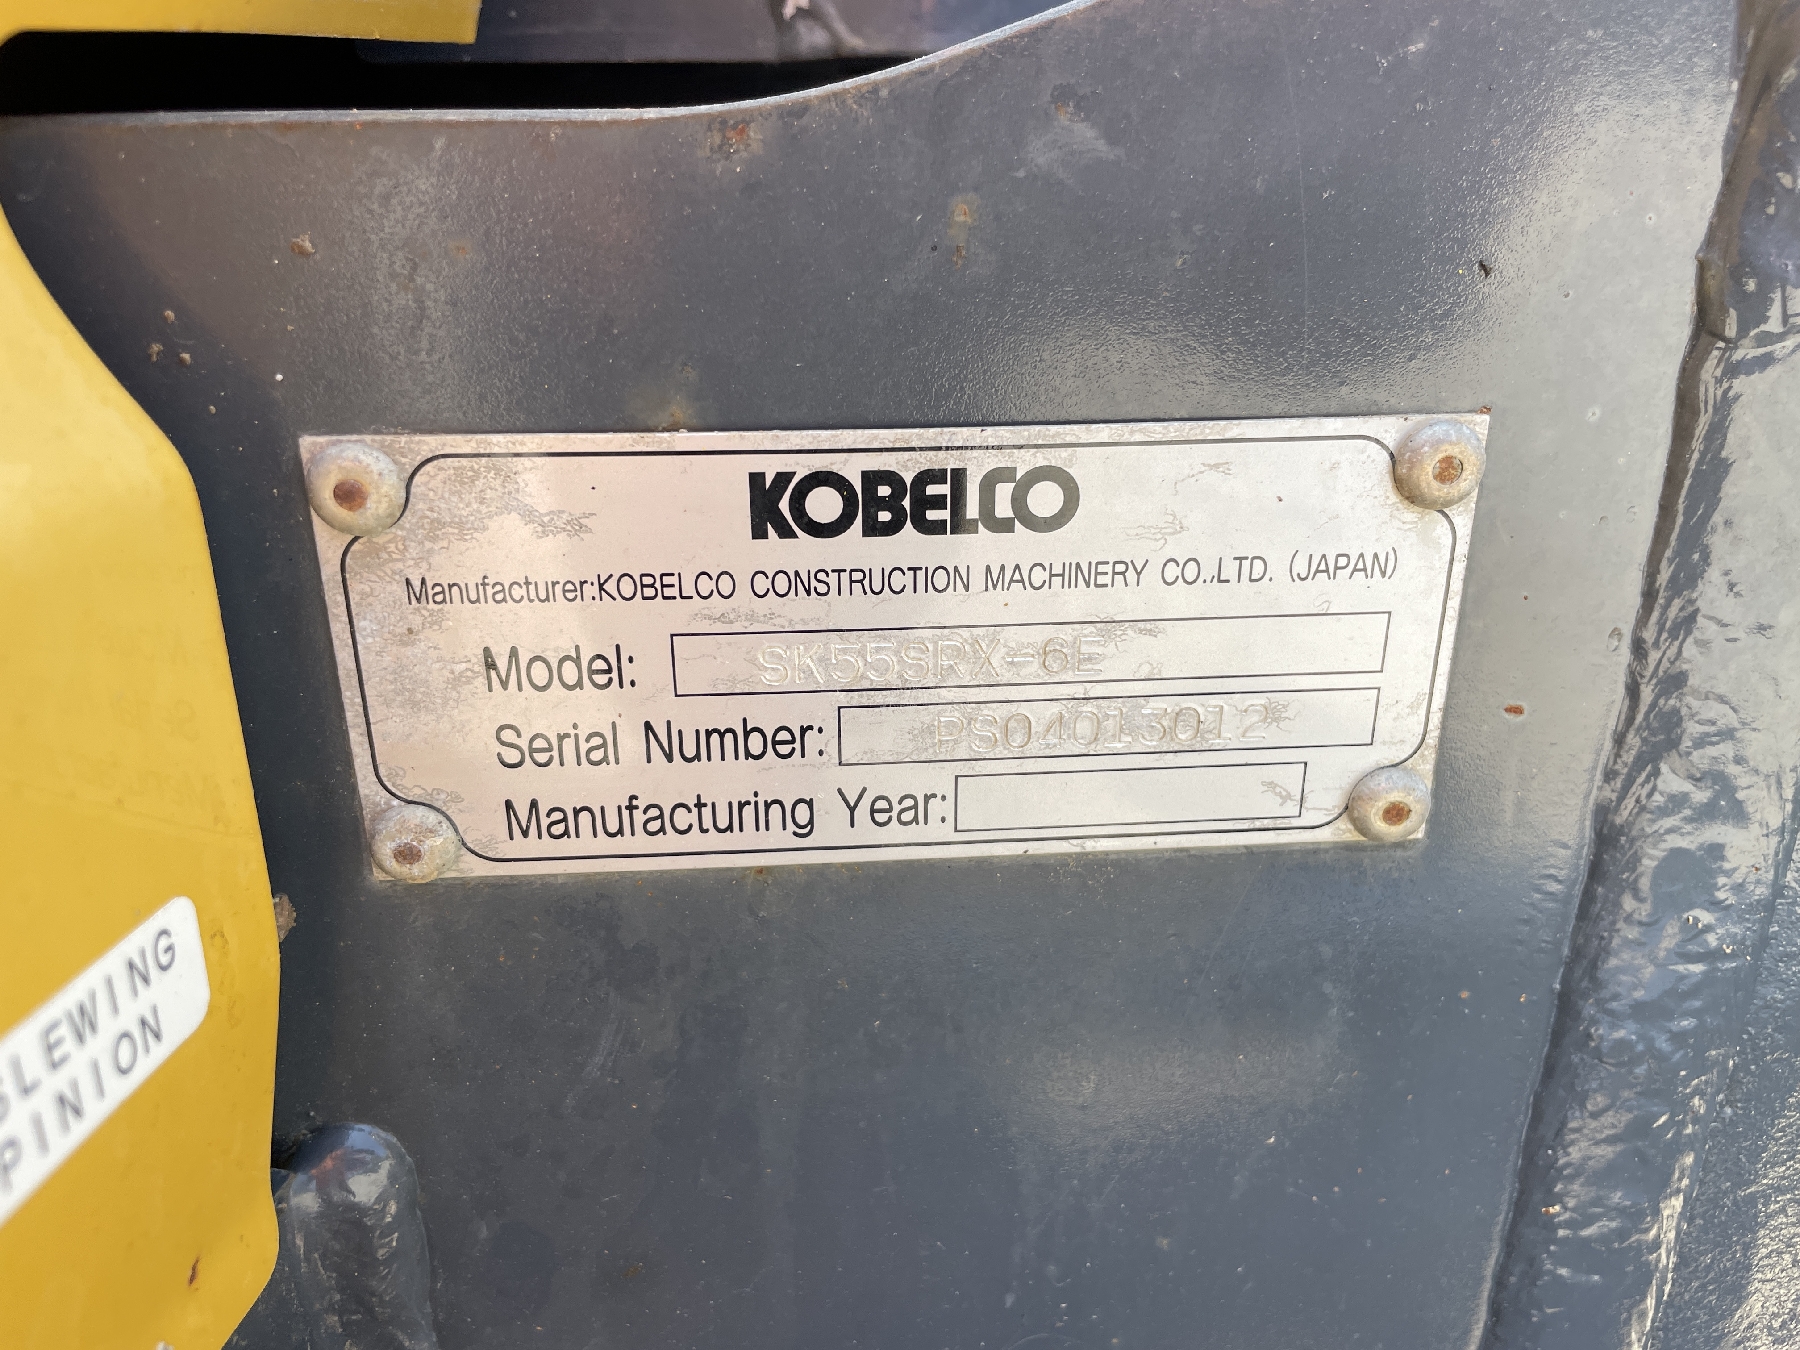 KOBELCO
Manufacturer:KOBELCO CONSTRUCTION MACHINERY CO.,LTD. (JAPAN)
Model: SK55SRX-6E
Serial Number: PS04013012
Manufacturing Year:
SLEWING
PINION